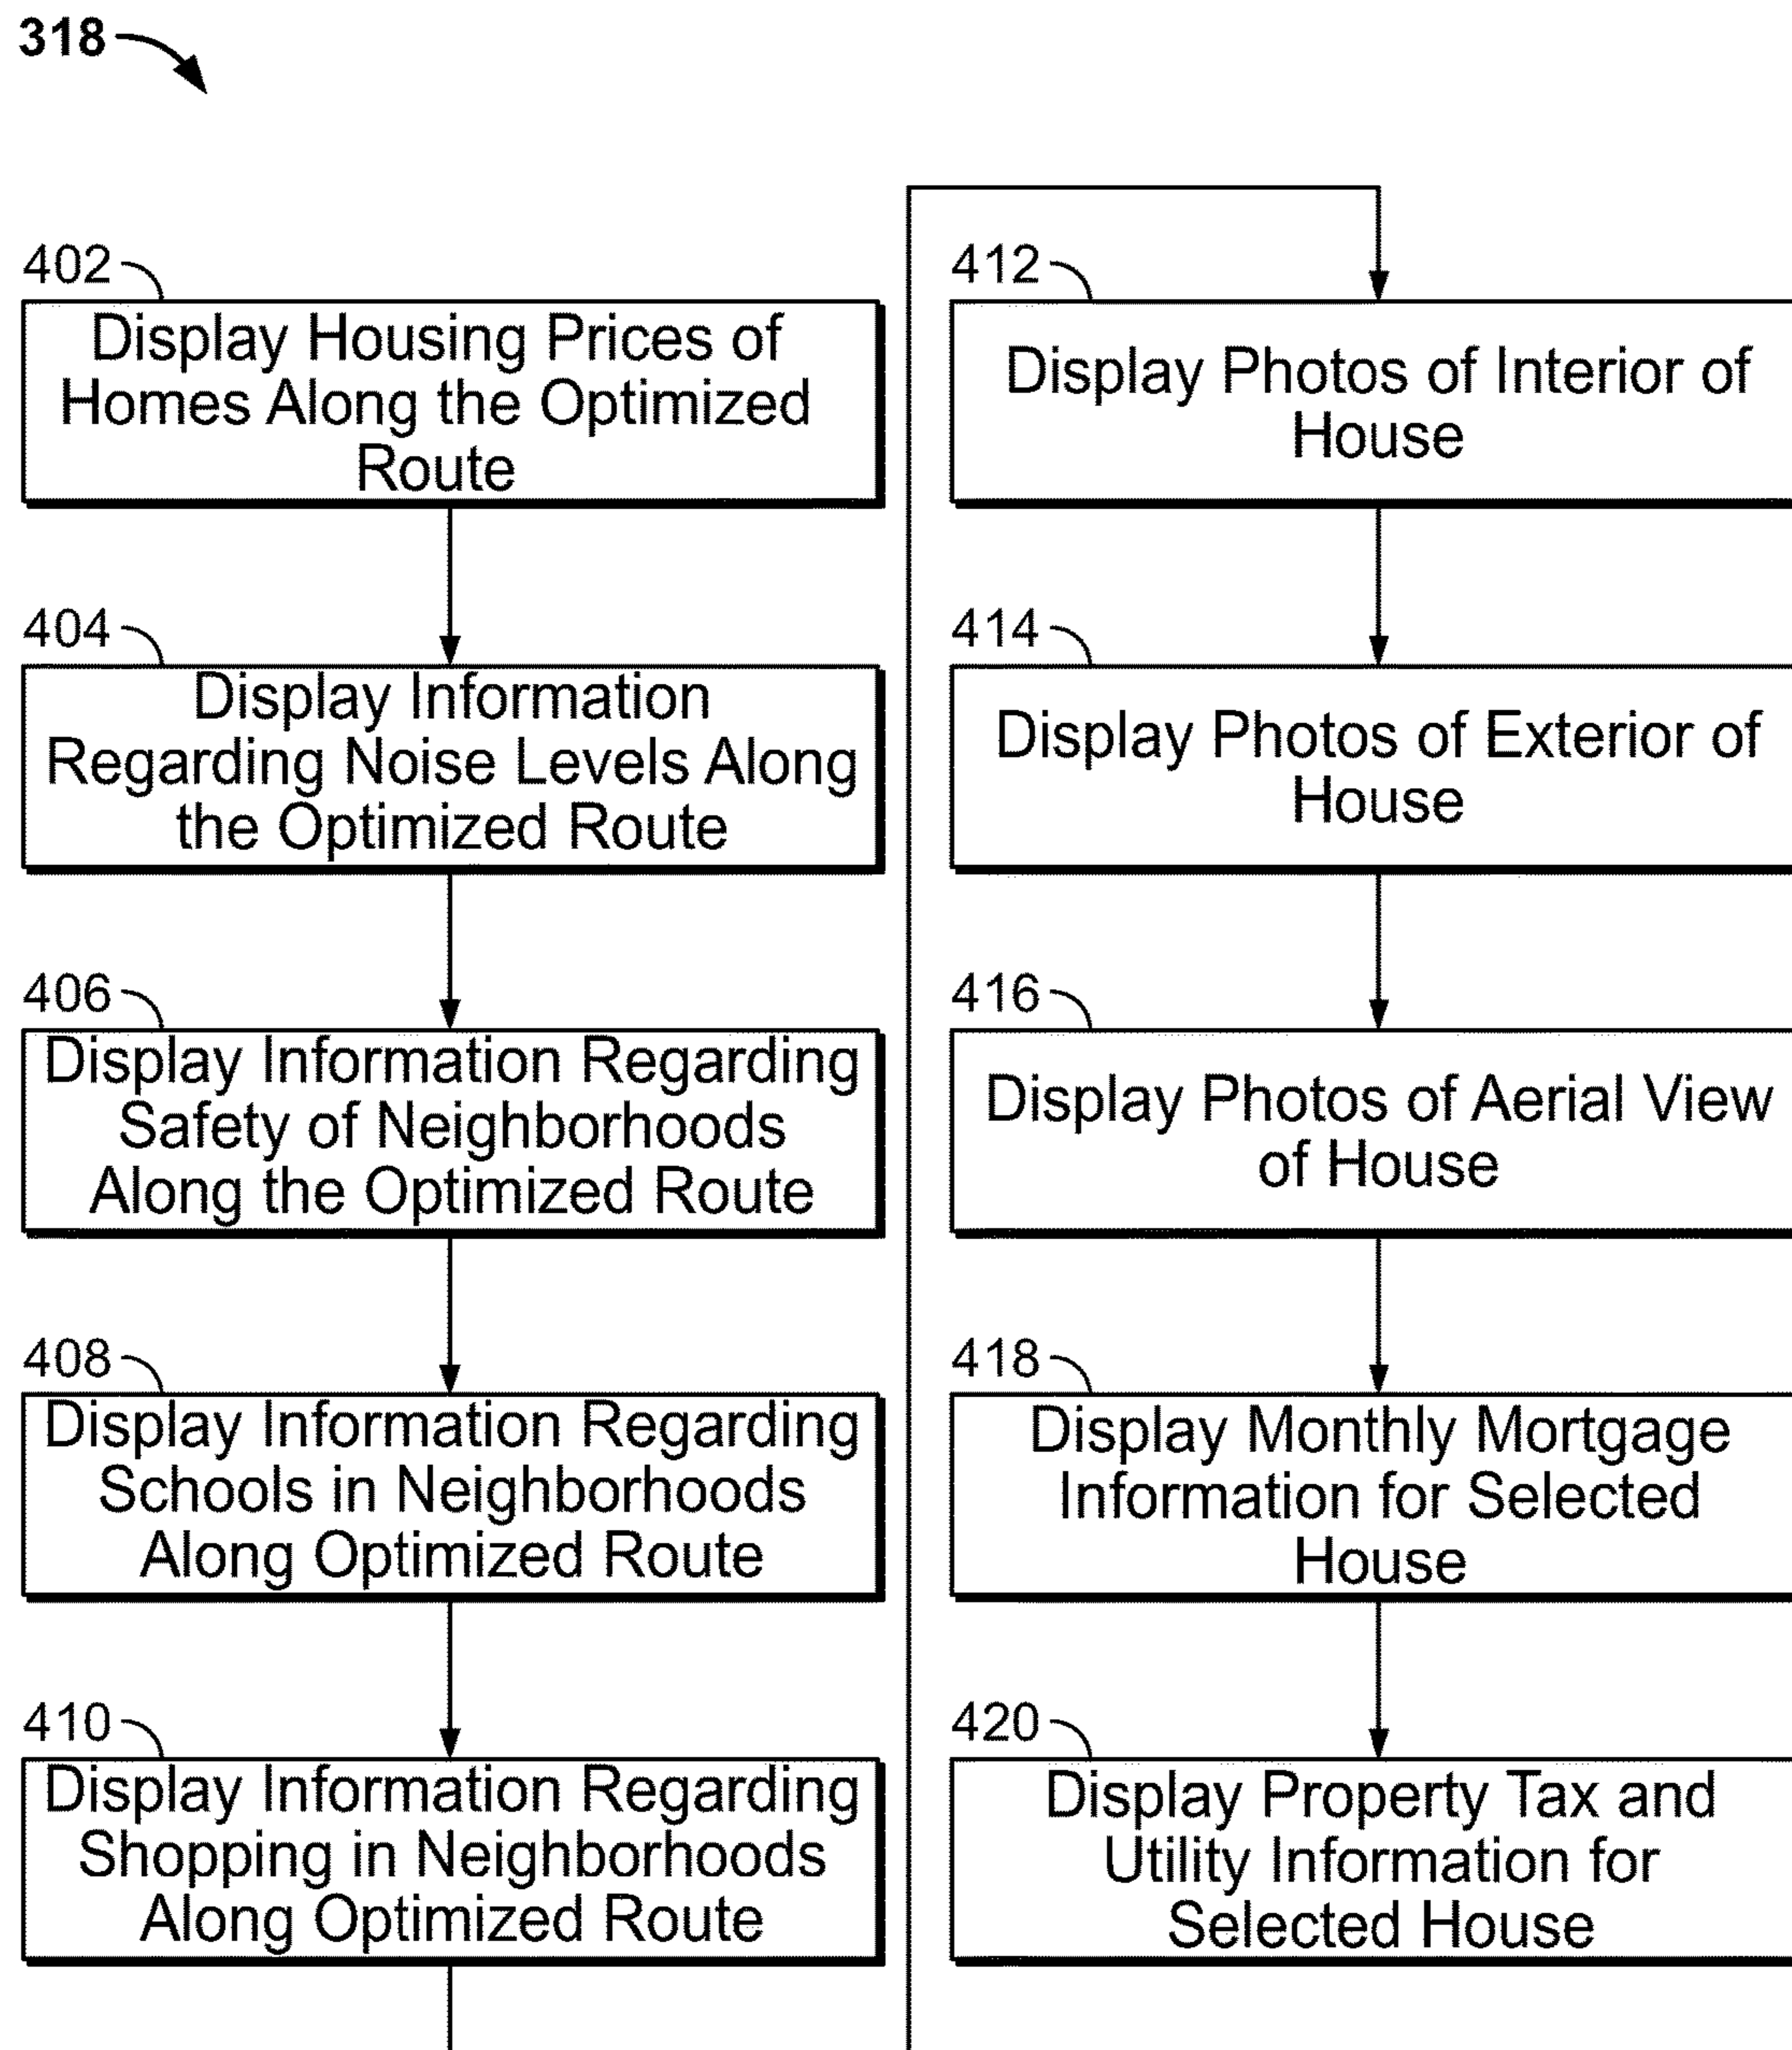 318
402
Display Housing Prices of
Homes Along the Optimized
Route
404
Display Information
Regarding Noise Levels Along
the Optimized Route
406
Display Information Regarding
Safety of Neighborhoods
Along the Optimized Route
408
Display Information Regarding
Schools in Neighborhoods
Along Optimized Route
410
Display Information Regarding
Shopping in Neighborhoods
Along Optimized Route
412
Display Photos of Interior of
House
414
Display Photos of Exterior of
House
416
Display Photos of Aerial View
of House
418
Display Monthly Mortgage
Information for Selected
House
420
Display Property Tax and
Utility Information for
Selected House